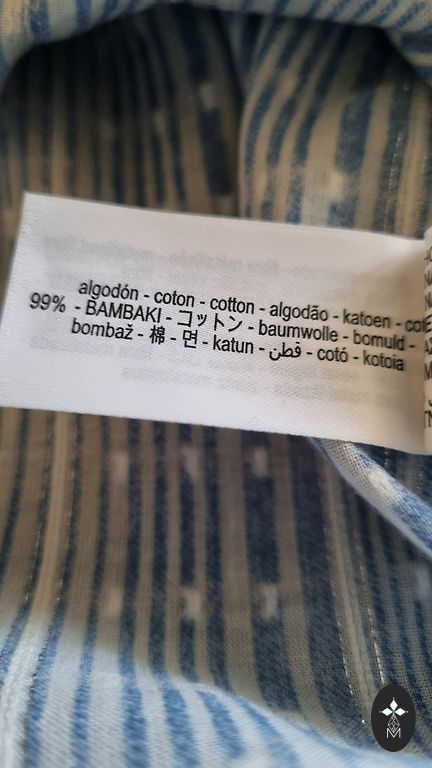 algodón - coton - cotton - algodão - katoen - cot
99% - BAMBAKI - コットン - baumwolle - bomuld -
bombaž - 棉 - 면 - katun - قطن - cotó - kotoia
M